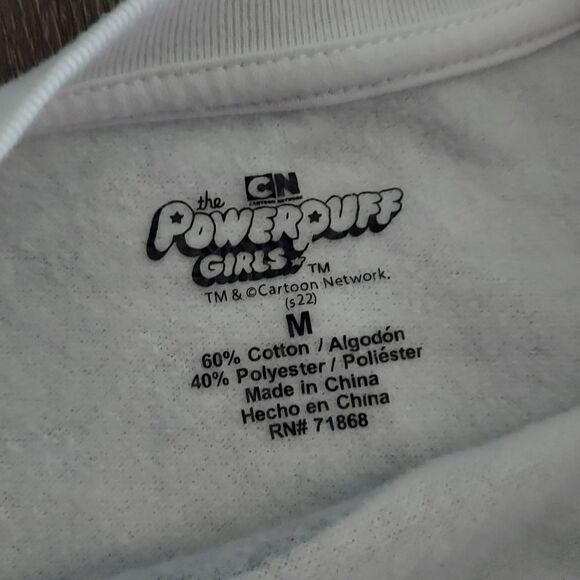 CN
CARTOON NETWORK
the
POWERPUFF
GIRLS TM
TM & ©Cartoon Network.
(s22)
M
60% Cotton / Algodón
40% Polyester / Poliéster
Made in China
Hecho en China
RN# 71868